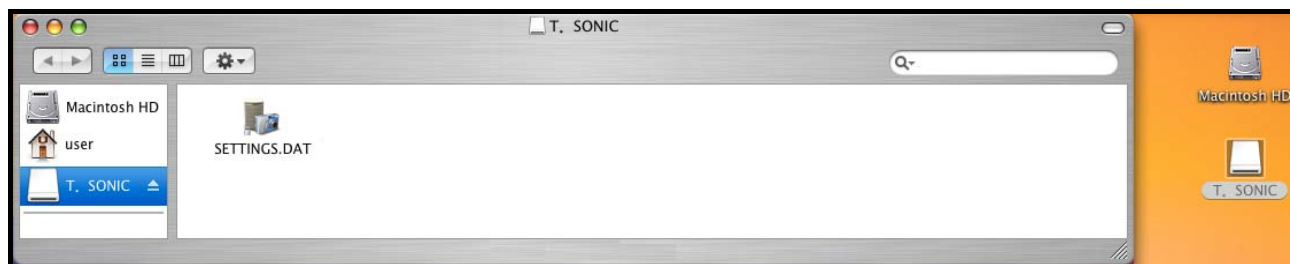 T. SONIC
Macintosh HD
user
T. SONIC
SETTINGS.DAT
Macintosh HD
T. SONIC